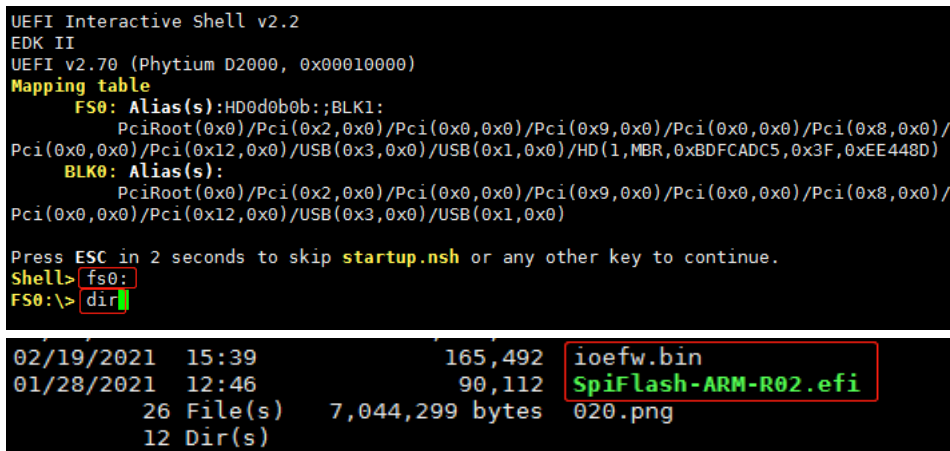 UEFI Interactive Shell v2.2
EDK II
UEFI v2.70 (Phytium D2000, 0x00010000)
Mapping table
FS0: Alias(s):HD0d0b0b:;BLK1:
PciRoot(0x0)/Pci(0x2,0x0)/Pci(0x0,0x0)/Pci(0x9,0x0)/Pci(0x0,0x0)/Pci(0x8,0x0)/
Pci(0x0,0x0)/Pci(0x12,0x0)/USB(0x3,0x0)/USB(0x1,0x0)/HD(1,MBR,0xBDFCADC5,0x3F,0xEE448D)
BLK0: Alias(s):
PciRoot(0x0)/Pci(0x2,0x0)/Pci(0x0,0x0)/Pci(0x9,0x0)/Pci(0x0,0x0)/Pci(0x8,0x0)/
Pci(0x0,0x0)/Pci(0x12,0x0)/USB(0x3,0x0)/USB(0x1,0x0)
Press ESC in 2 seconds to skip startup.nsh or any other key to continue.
Shell> fs0:
FS0:\> dir
02/19/2021 15:39 165,492 ioefw.bin
01/28/2021 12:46 90,112 SpiFlash-ARM-R02.efi
26 File(s) 7,044,299 bytes 020.png
12 Dir(s)